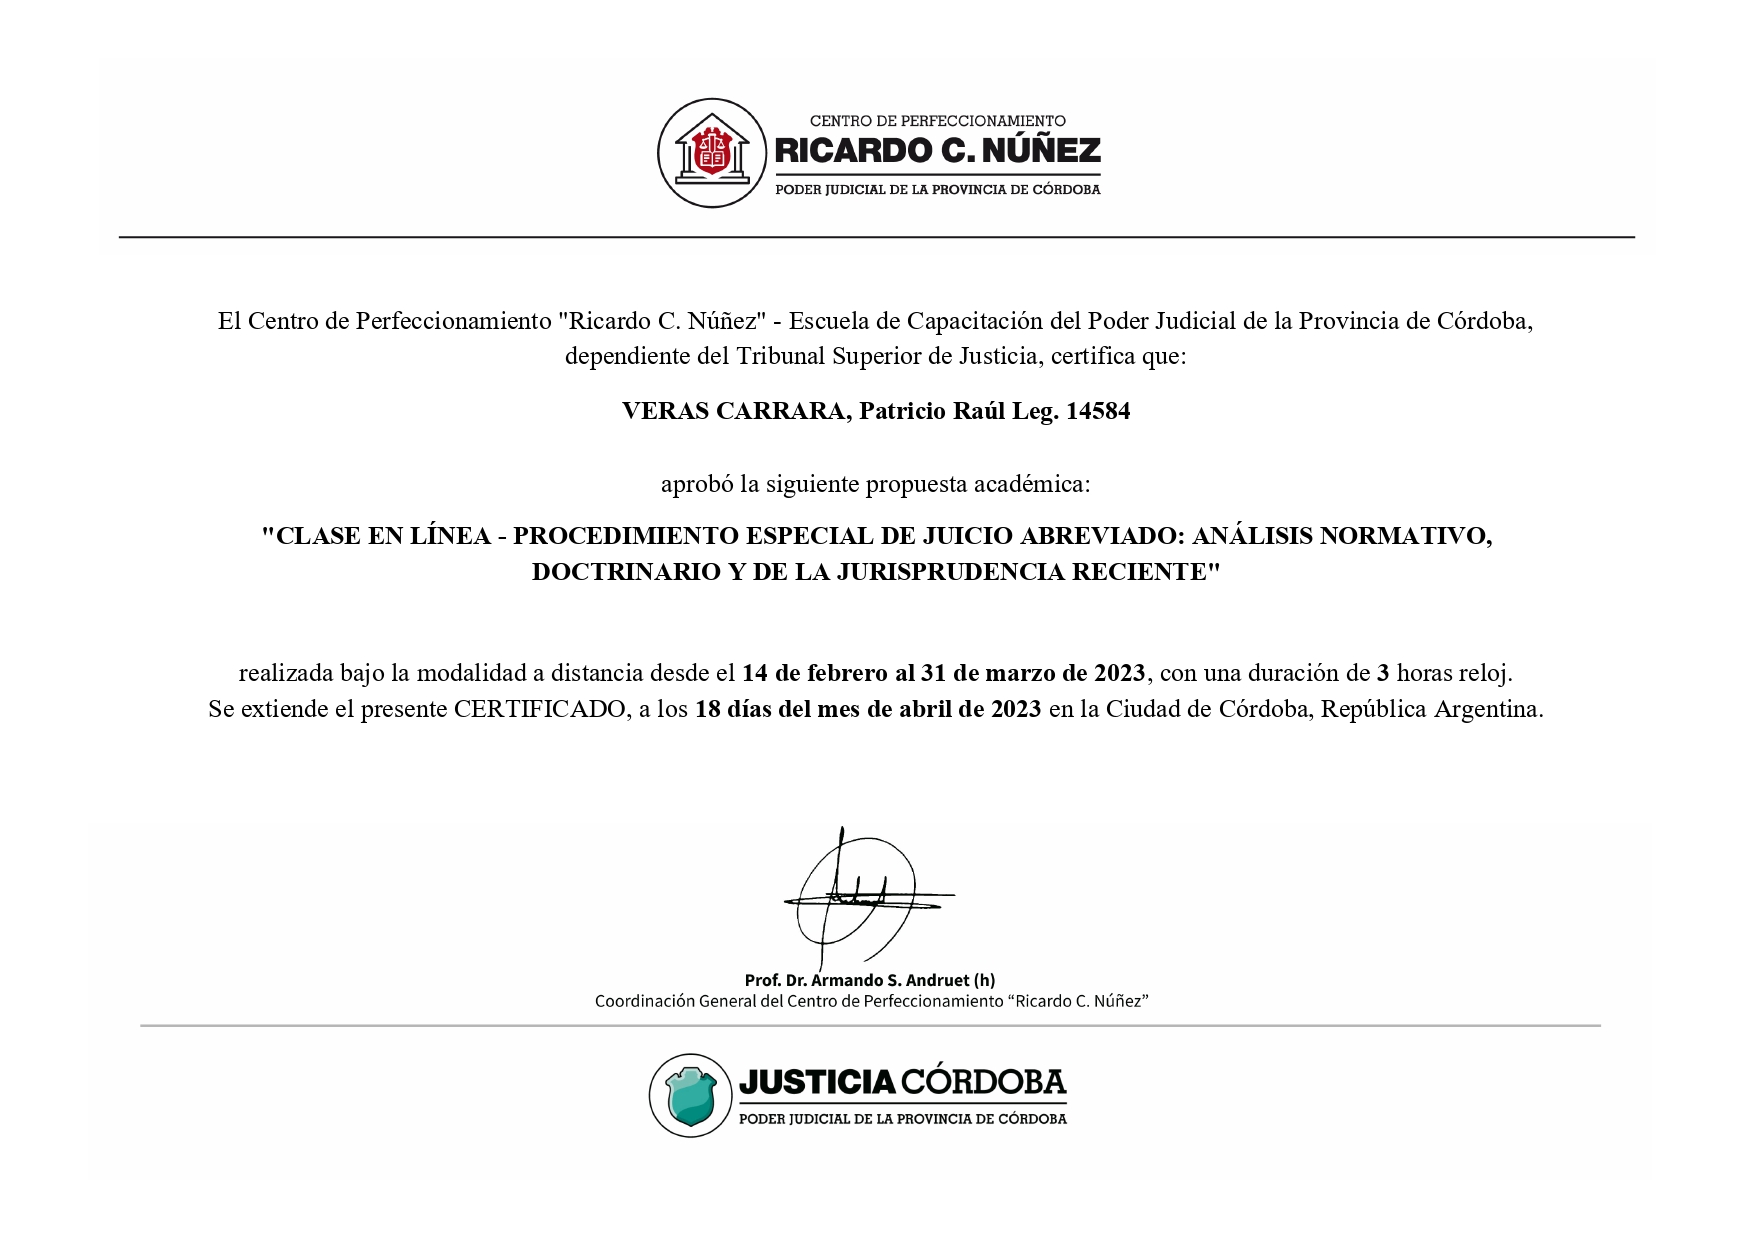 CENTRO DE PERFECCIONAMIENTO
RICARDO C. NÚÑEZ
PODER JUDICIAL DE LA PROVINCIA DE CÓRDOBA
El Centro de Perfeccionamiento "Ricardo C. Núñez" - Escuela de Capacitación del Poder Judicial de la Provincia de Córdoba,
dependiente del Tribunal Superior de Justicia, certifica que:
VERAS CARRARA, Patricio Raúl Leg. 14584
aprobó la siguiente propuesta académica:
"CLASE EN LÍNEA - PROCEDIMIENTO ESPECIAL DE JUICIO ABREVIADO: ANÁLISIS NORMATIVO,
DOCTRINARIO Y DE LA JURISPRUDENCIA RECIENTE"
realizada bajo la modalidad a distancia desde el 14 de febrero al 31 de marzo de 2023, con una duración de 3 horas reloj.
Se extiende el presente CERTIFICADO, a los 18 días del mes de abril de 2023 en la Ciudad de Córdoba, República Argentina.
Prof. Dr. Armando S. Andruet (h)
Coordinación General del Centro de Perfeccionamiento “Ricardo C. Núñez”
JUSTICIA CÓRDOBA
PODER JUDICIAL DE LA PROVINCIA DE CÓRDOBA